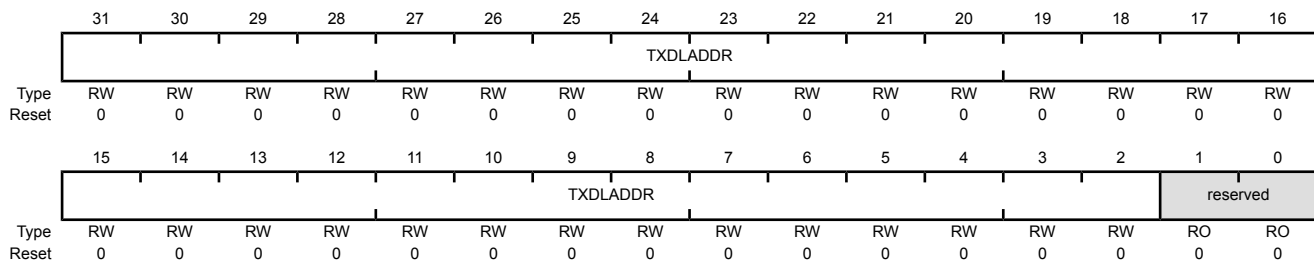 31 30 29 28 27 26 25 24 23 22 21 20 19 18 17 16
TXDLADDR
Type RW RW RW RW RW RW RW RW RW RW RW RW RW RW RW RW
Reset 0 0 0 0 0 0 0 0 0 0 0 0 0 0 0 0
15 14 13 12 11 10 9 8 7 6 5 4 3 2 1 0
TXDLADDR reserved
Type RW RW RW RW RW RW RW RW RW RW RW RW RW RW RO RO
Reset 0 0 0 0 0 0 0 0 0 0 0 0 0 0 0 0